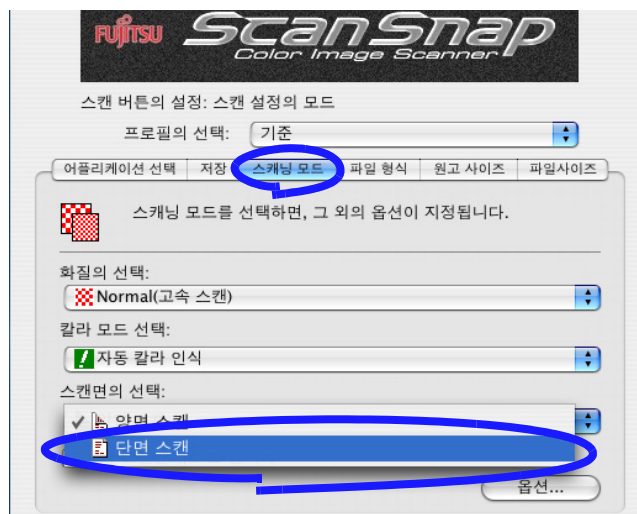 FUJITSU ScanSnap
Color Image Scanner
스캔 버튼의 설정: 스캔 설정의 모드
프로필의 선택: 기준
어플리케이션 선택 저장 스캐닝 모드 파일 형식 원고 사이즈 파일사이즈
스캐닝 모드를 선택하면, 그 외의 옵션이 지정됩니다.
화질의 선택:
Normal(고속 스캔)
칼라 모드 선택:
자동 칼라 인식
스캔면의 선택:
양면 스캔
단면 스캔
옵션...